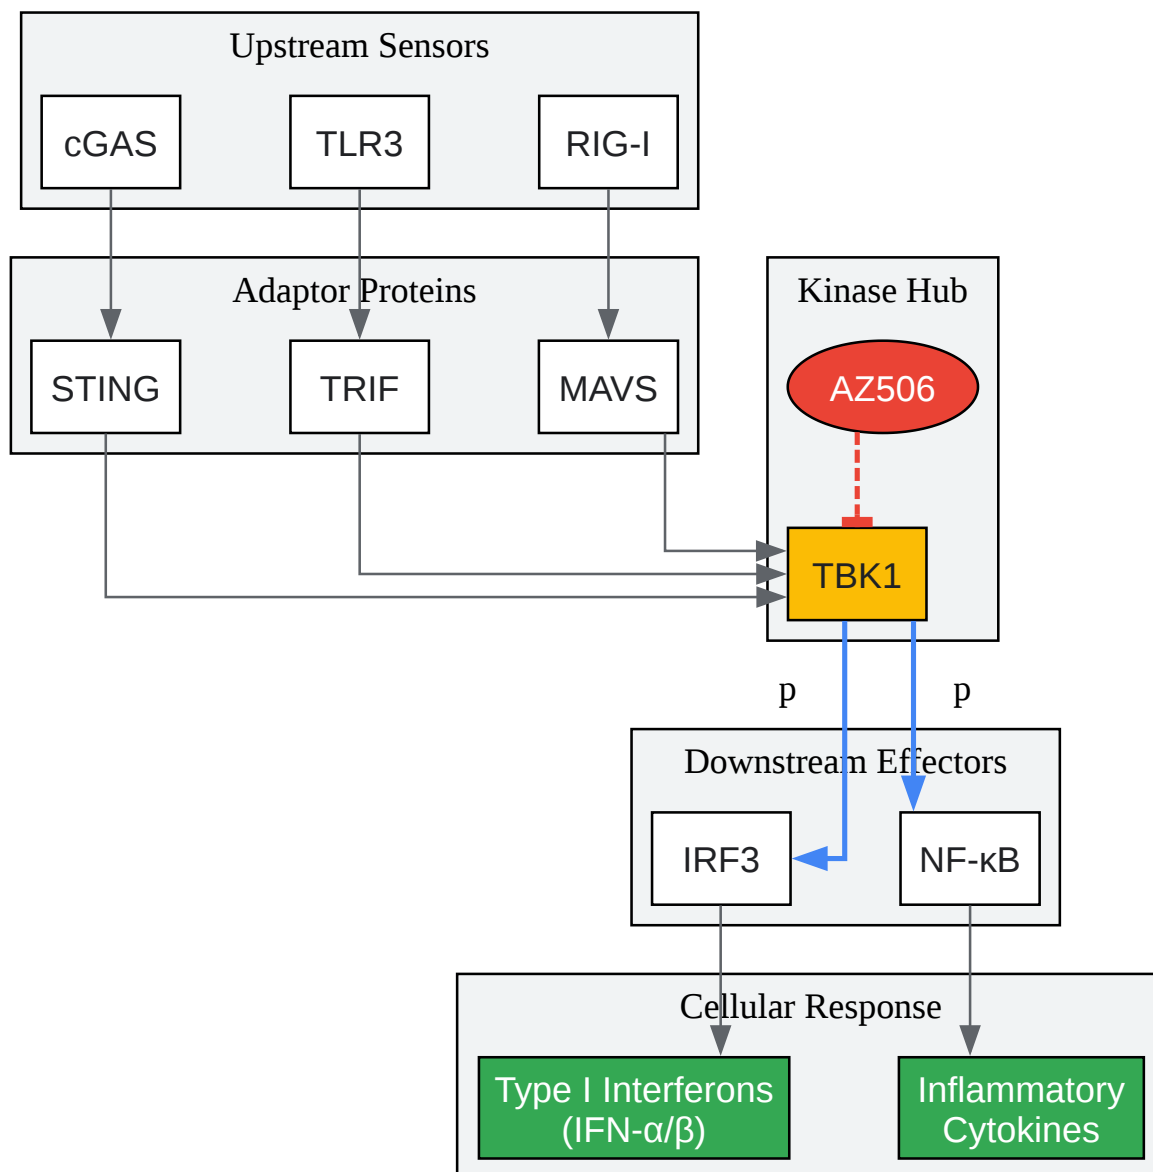 Upstream Sensors
cGAS
TLR3
RIG-I
Adaptor Proteins
Kinase Hub
STING
TRIF
MAVS
AZ506
TBK1
p
p
Downstream Effectors
IRF3
NF-κB
Cellular Response
Type I Interferons
(IFN-α/β)
Inflammatory
Cytokines